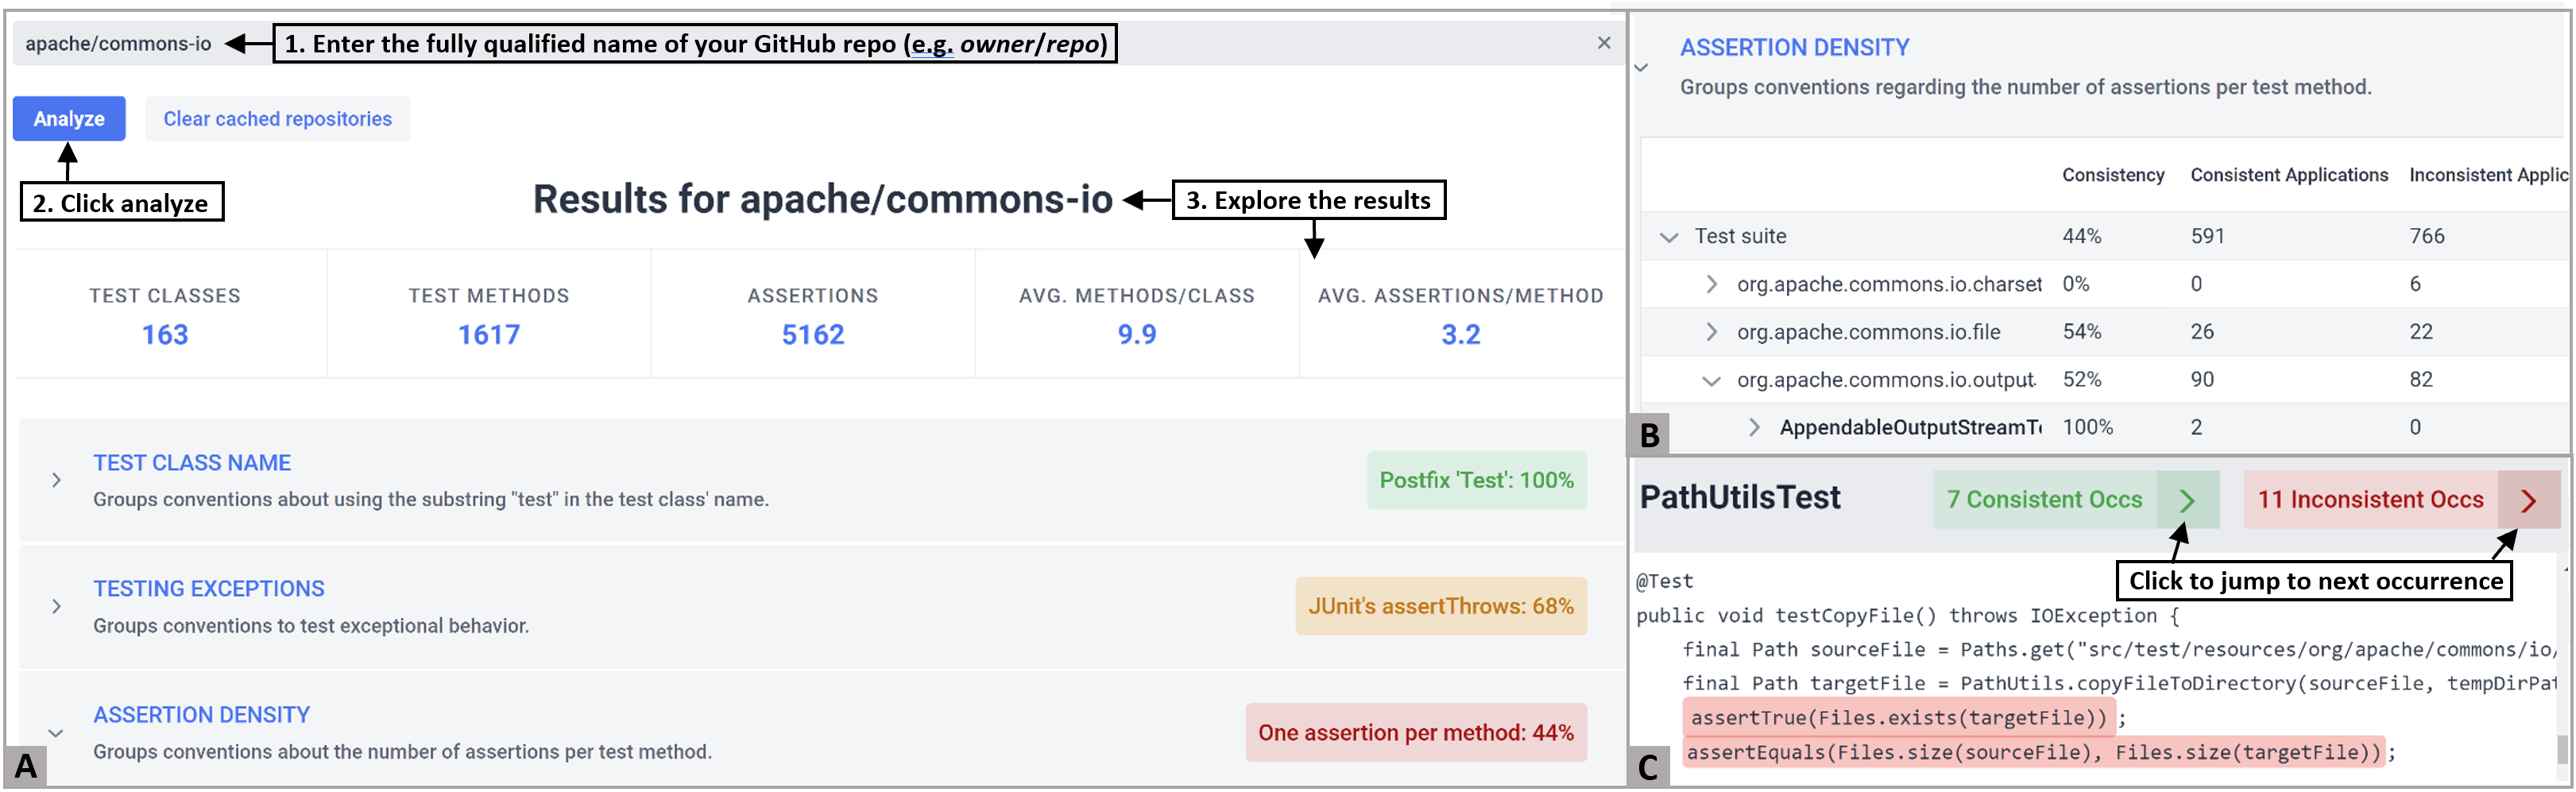 apache/commons-io
1. Enter the fully qualified name of your GitHub repo (e.g. owner/repo)
Analyze
Clear cached repositories
2. Click analyze
Results for apache/commons-io
3. Explore the results
TEST CLASSES
163
TEST METHODS
1617
ASSERTIONS
5162
AVG. METHODS/CLASS
9.9
AVG. ASSERTIONS/METHOD
3.2
TEST CLASS NAME
Groups conventions about using the substring "test" in the test class' name.
Postfix 'Test': 100%
TESTING EXCEPTIONS
Groups conventions to test exceptional behavior.
JUnit's assertThrows: 68%
ASSERTION DENSITY
Groups conventions about the number of assertions per test method.
One assertion per method: 44%
A
ASSERTION DENSITY
Groups conventions regarding the number of assertions per test method.
Consistency Consistent Applications Inconsistent Applic
Test suite 44% 591 766
org.apache.commons.io.charset 0% 0 6
org.apache.commons.io.file 54% 26 22
org.apache.commons.io.output. 52% 90 82
AppendableOutputStreamT 100% 2 0
B
PathUtilsTest
7 Consistent Occs
11 Inconsistent Occs
Click to jump to next occurrence
@Test
public void testCopyFile() throws IOException {
final Path sourceFile = Paths.get("src/test/resources/org/apache/commons/io/
final Path targetFile = PathUtils.copyFileToDirectory(sourceFile, tempDirPat
assertTrue(Files.exists(targetFile));
assertEquals(Files.size(sourceFile), Files.size(targetFile));
C